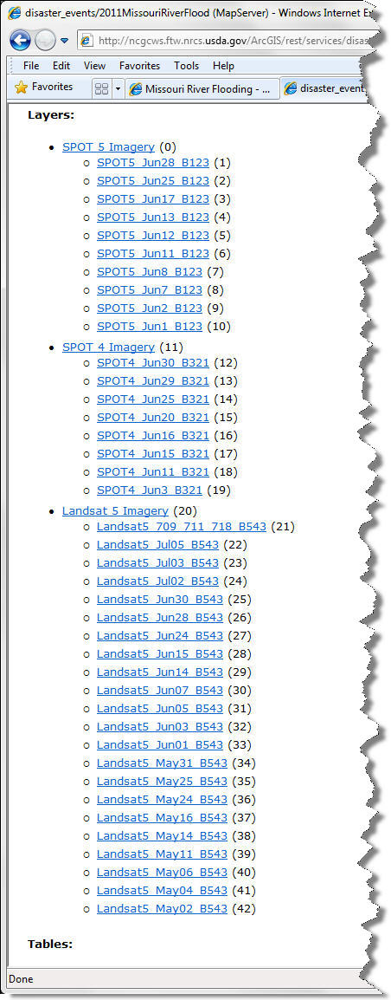 disaster_events/2011MissouriRiverFlood (MapServer) - Windows Internet
http://ncgcws.ftw.nrcs.usda.gov/ArcGIS/rest/services/disas
File Edit View Favorites Tools Help
Favorites Missouri River Flooding - ... disaster_event
Layers:
SPOT 5 Imagery (0)
SPOT5_Jun28_B123 (1)
SPOT5_Jun25_B123 (2)
SPOT5_Jun17_B123 (3)
SPOT5_Jun13_B123 (4)
SPOT5_Jun12_B123 (5)
SPOT5_Jun11_B123 (6)
SPOT5_Jun8_B123 (7)
SPOT5_Jun7_B123 (8)
SPOT5_Jun2_B123 (9)
SPOT5_Jun1_B123 (10)
SPOT 4 Imagery (11)
SPOT4_Jun30_B321 (12)
SPOT4_Jun29_B321 (13)
SPOT4_Jun25_B321 (14)
SPOT4_Jun20_B321 (15)
SPOT4_Jun16_B321 (16)
SPOT4_Jun15_B321 (17)
SPOT4_Jun11_B321 (18)
SPOT4_Jun3_B321 (19)
Landsat 5 Imagery (20)
Landsat5_709_711_718_B543 (21)
Landsat5_Jul05_B543 (22)
Landsat5_Jul03_B543 (23)
Landsat5_Jul02_B543 (24)
Landsat5_Jun30_B543 (25)
Landsat5_Jun28_B543 (26)
Landsat5_Jun24_B543 (27)
Landsat5_Jun15_B543 (28)
Landsat5_Jun14_B543 (29)
Landsat5_Jun07_B543 (30)
Landsat5_Jun05_B543 (31)
Landsat5_Jun03_B543 (32)
Landsat5_Jun01_B543 (33)
Landsat5_May31_B543 (34)
Landsat5_May25_B543 (35)
Landsat5_May24_B543 (36)
Landsat5_May16_B543 (37)
Landsat5_May14_B543 (38)
Landsat5_May11_B543 (39)
Landsat5_May06_B543 (40)
Landsat5_May04_B543 (41)
Landsat5_May02_B543 (42)
Tables:
Done